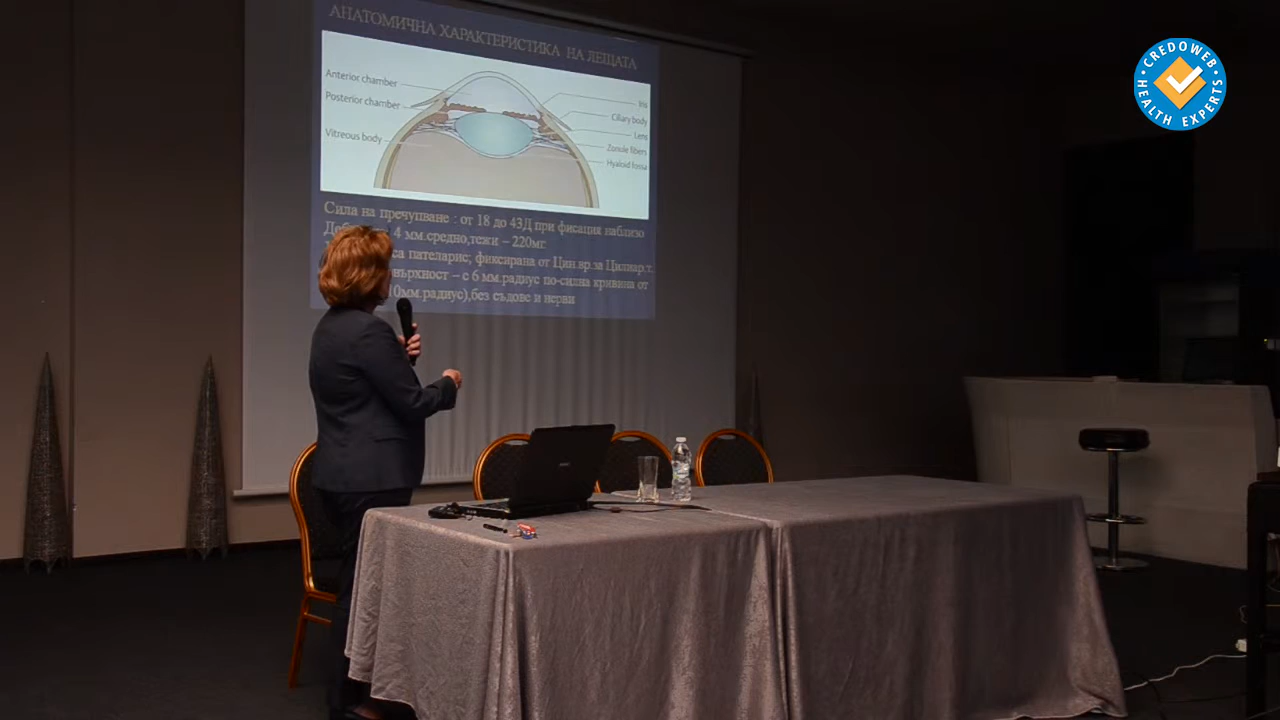 CREDOWEB
HEALTH EXPERTS
АНАТОМИЧНА ХАРАКТЕРИСТИКА НА ЛЕЩАТА
Anterior chamber
Posterior chamber
Vitreous body
Iris
Ciliary body
Lens
Zonule fibers
Hyaloid fossa
Сила на пречупване : от 18 до 43Д при фисация наблизо
4 мм.средно,тежи – 220мг.
са пателарис; фиксирана от Цин.вр.за Цилиар.т.
– с 6 мм.радиус по-силна кривина от
10мм.радиус),без съдове и нерви